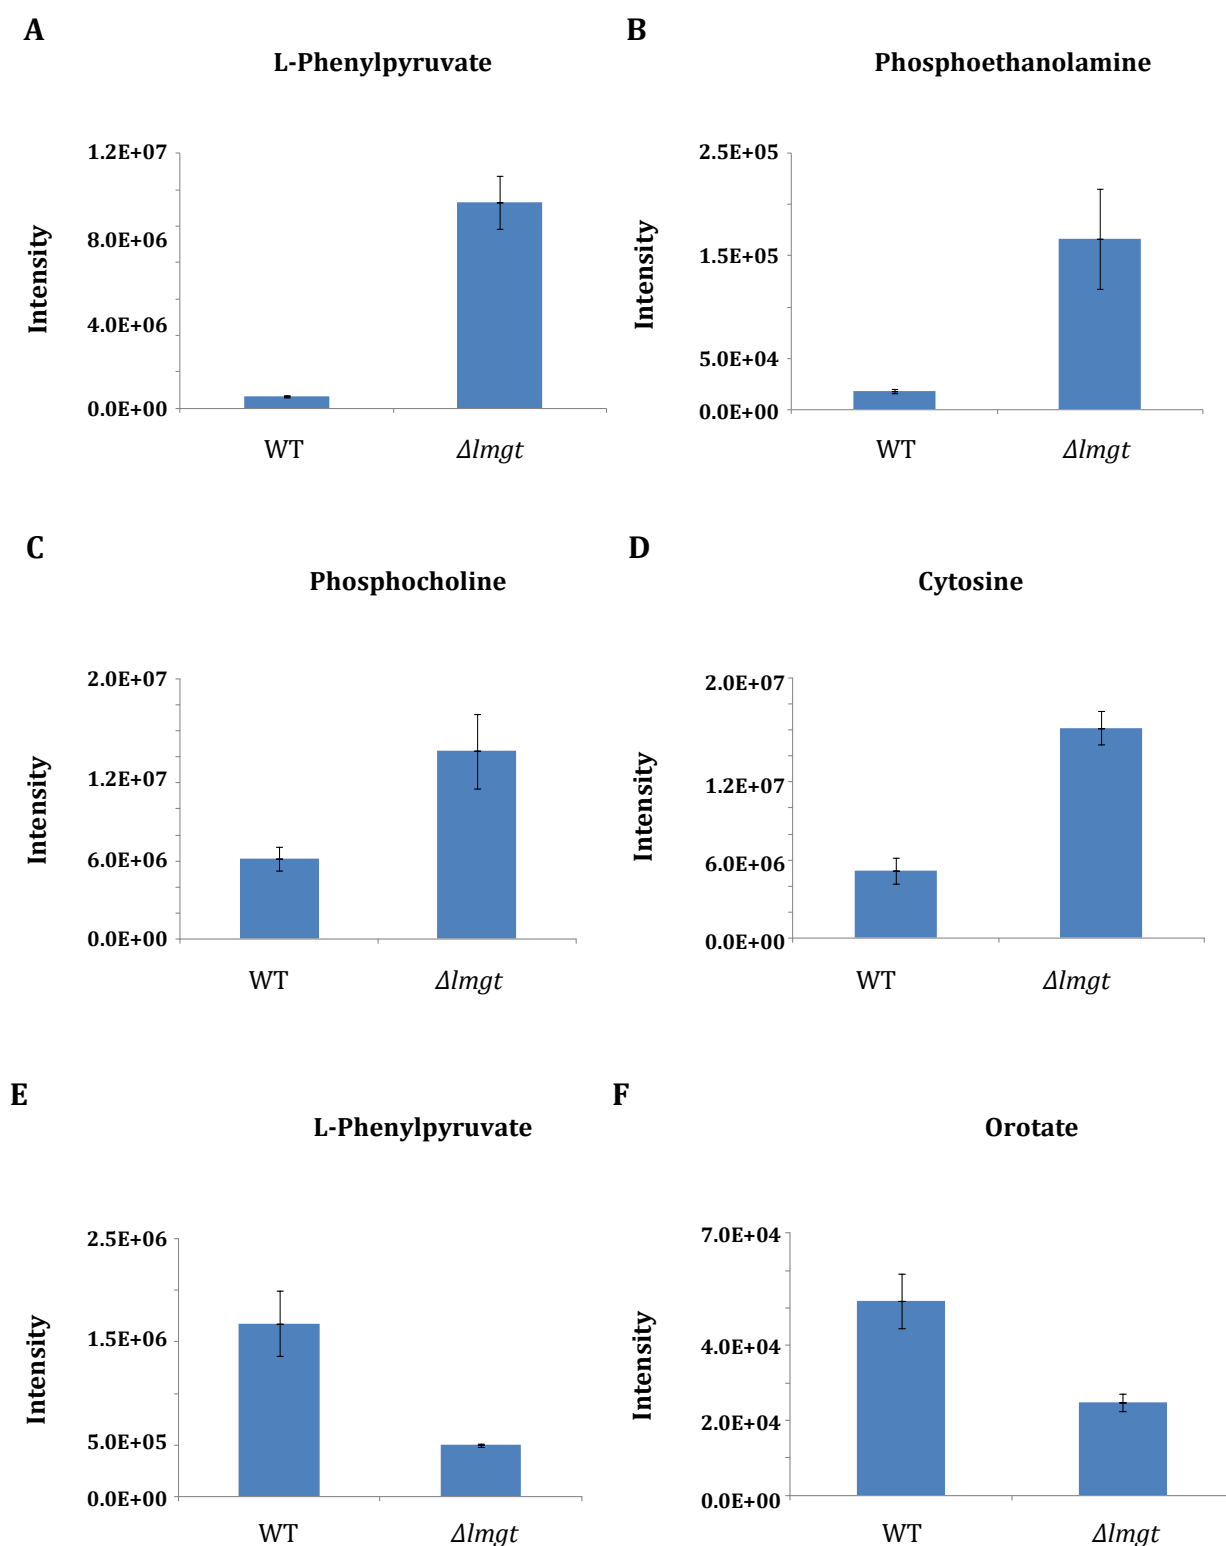 A
L-Phenylpyruvate
1.2E+07
8.0E+06
4.0E+06
0.0E+00
Intensity
WT
Δlmgt
B
Phosphoethanolamine
2.5E+05
1.5E+05
5.0E+04
0.0E+00
Intensity
WT
Δlmgt
C
Phosphocholine
2.0E+07
1.2E+07
6.0E+06
0.0E+00
Intensity
WT
Δlmgt
D
Cytosine
2.0E+07
1.2E+07
6.0E+06
0.0E+00
Intensity
WT
Δlmgt
E
L-Phenylpyruvate
2.5E+06
1.5E+06
5.0E+05
0.0E+00
Intensity
WT
Δlmgt
F
Orotate
7.0E+04
4.0E+04
2.0E+04
0.0E+00
Intensity
WT
Δlmgt